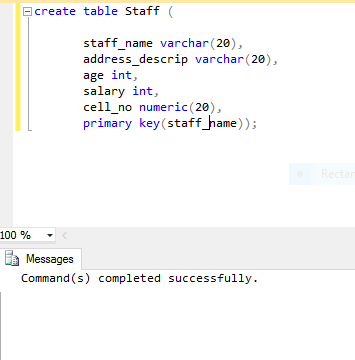 create table Staff (
staff_name varchar(20),
address_descrip varchar(20),
age int,
salary int,
cell_no numeric(20),
primary key(staff_name));
100 %
Messages
Command(s) completed successfully.